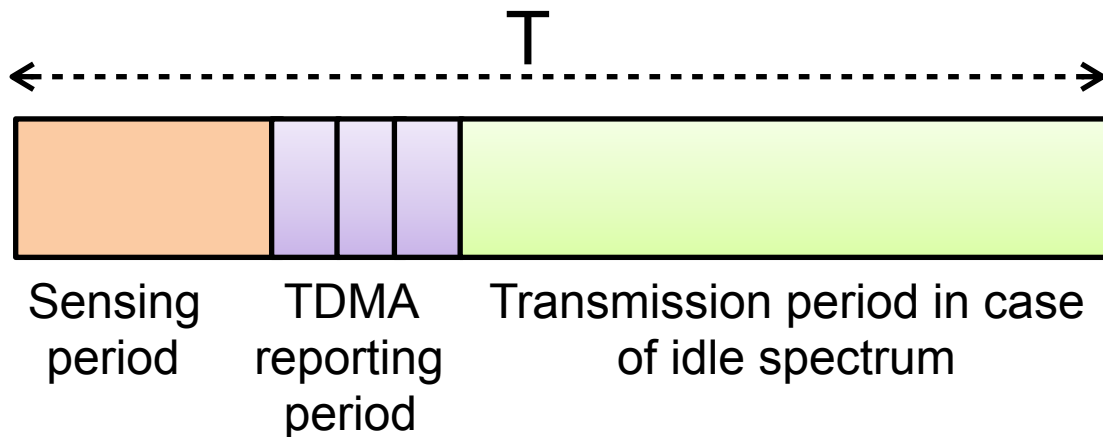 T
Sensing
period
TDMA
reporting
period
Transmission period in case
of idle spectrum